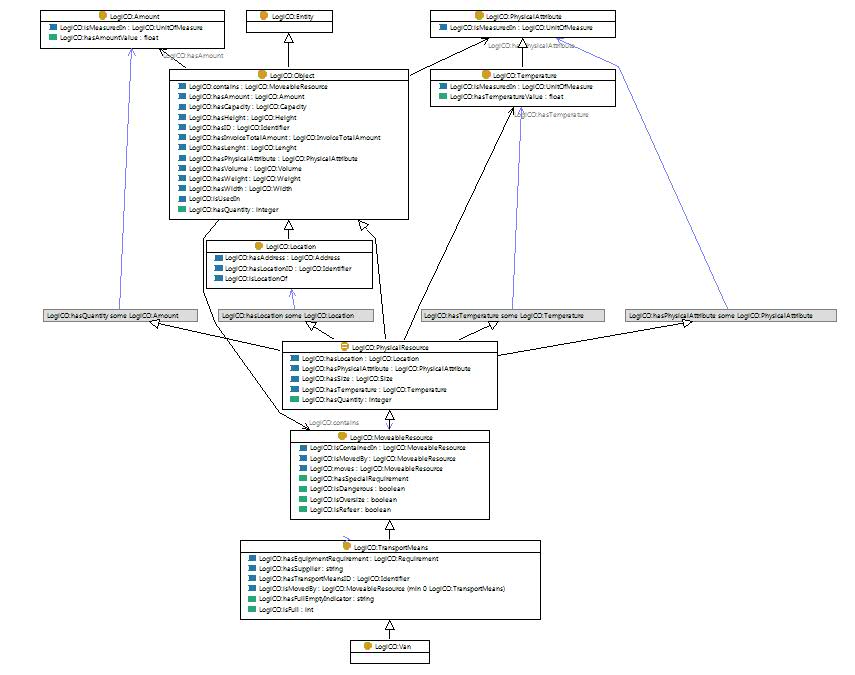 LogiCO:Amount
LogiCO:isMeasuredIn : LogiCO:UnitOfMeasure
LogiCO:hasAmountValue : float
LogiCO:Entity
LogiCO:PhysicalAttribute
LogiCO:isMeasuredIn : LogiCO:UnitOfMeasure
LogiCO:hasAmount
LogiCO:hasPhysicalAttribute
LogiCO:Object
LogiCO:contains : LogiCO:MoveableResource
LogiCO:hasAmount : LogiCO:Amount
LogiCO:hasCapacity : LogiCO:Capacity
LogiCO:hasHeight : LogiCO:Height
LogiCO:hasID : LogiCO:Identifier
LogiCO:hasInvoiceTotalAmount : LogiCO:InvoiceTotalAmount
LogiCO:hasLenght : LogiCO:Lenght
LogiCO:hasPhysicalAttribute : LogiCO:PhysicalAttribute
LogiCO:hasVolume : LogiCO:Volume
LogiCO:hasWeight : LogiCO:Weight
LogiCO:hasWidth : LogiCO:Width
LogiCO:isUsedIn
LogiCO:hasQuantity : integer
LogiCO:Temperature
LogiCO:isMeasuredIn : LogiCO:UnitOfMeasure
LogiCO:hasTemperatureValue : float
LogiCO:hasTemperature
LogiCO:Location
LogiCO:hasAddress : LogiCO:Address
LogiCO:hasLocationID : LogiCO:Identifier
LogiCO:isLocationOf
LogiCO:hasQuantity some LogiCO:Amount
LogiCO:hasLocation some LogiCO:Location
LogiCO:hasTemperature some LogiCO:Temperature
LogiCO:hasPhysicalAttribute some LogiCO:PhysicalAttribute
LogiCO:PhysicalResource
LogiCO:hasLocation : LogiCO:Location
LogiCO:hasPhysicalAttribute : LogiCO:PhysicalAttribute
LogiCO:hasSize : LogiCO:Size
LogiCO:hasTemperature : LogiCO:Temperature
LogiCO:hasQuantity : integer
LogiCO:contains
LogiCO:MoveableResource
LogiCO:isContainedIn : LogiCO:MoveableResource
LogiCO:isMovedBy : LogiCO:MoveableResource
LogiCO:moves : LogiCO:MoveableResource
LogiCO:hasSpecialRequirement
LogiCO:isDangerous : boolean
LogiCO:isOversize : boolean
LogiCO:isRefeer : boolean
LogiCO:TransportMeans
LogiCO:hasEquipmentRequirement : LogiCO:Requirement
LogiCO:hasSupplier : string
LogiCO:hasTransportMeansID : LogiCO:Identifier
LogiCO:isMovedBy : LogiCO:MoveableResource (min 0 LogiCO:TransportMeans)
LogiCO:hasFullEmptyIndicator : string
LogiCO:isFull : int
LogiCO:Van